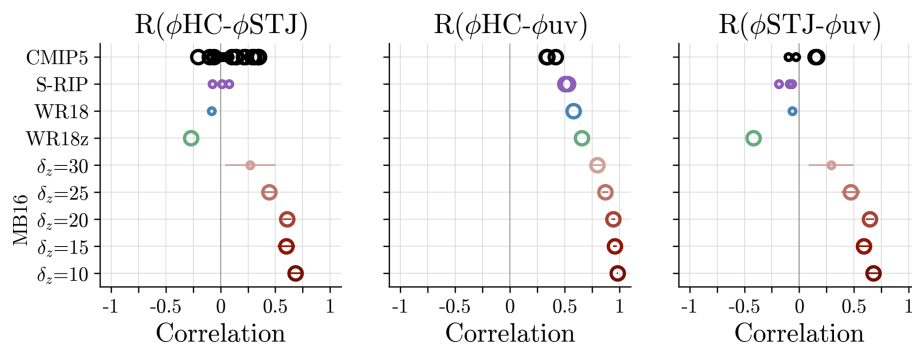 R(ϕHC-ϕSTJ) R(ϕHC-ϕuv) R(ϕSTJ-ϕuv)
CMIP5
S-RIP
WR18
WR18z
δz=30
δz=25
δz=20
δz=15
δz=10
MB16
-1 -0.5 0 0.5 1 -1 -0.5 0 0.5 1 -1 -0.5 0 0.5 1
Correlation Correlation Correlation